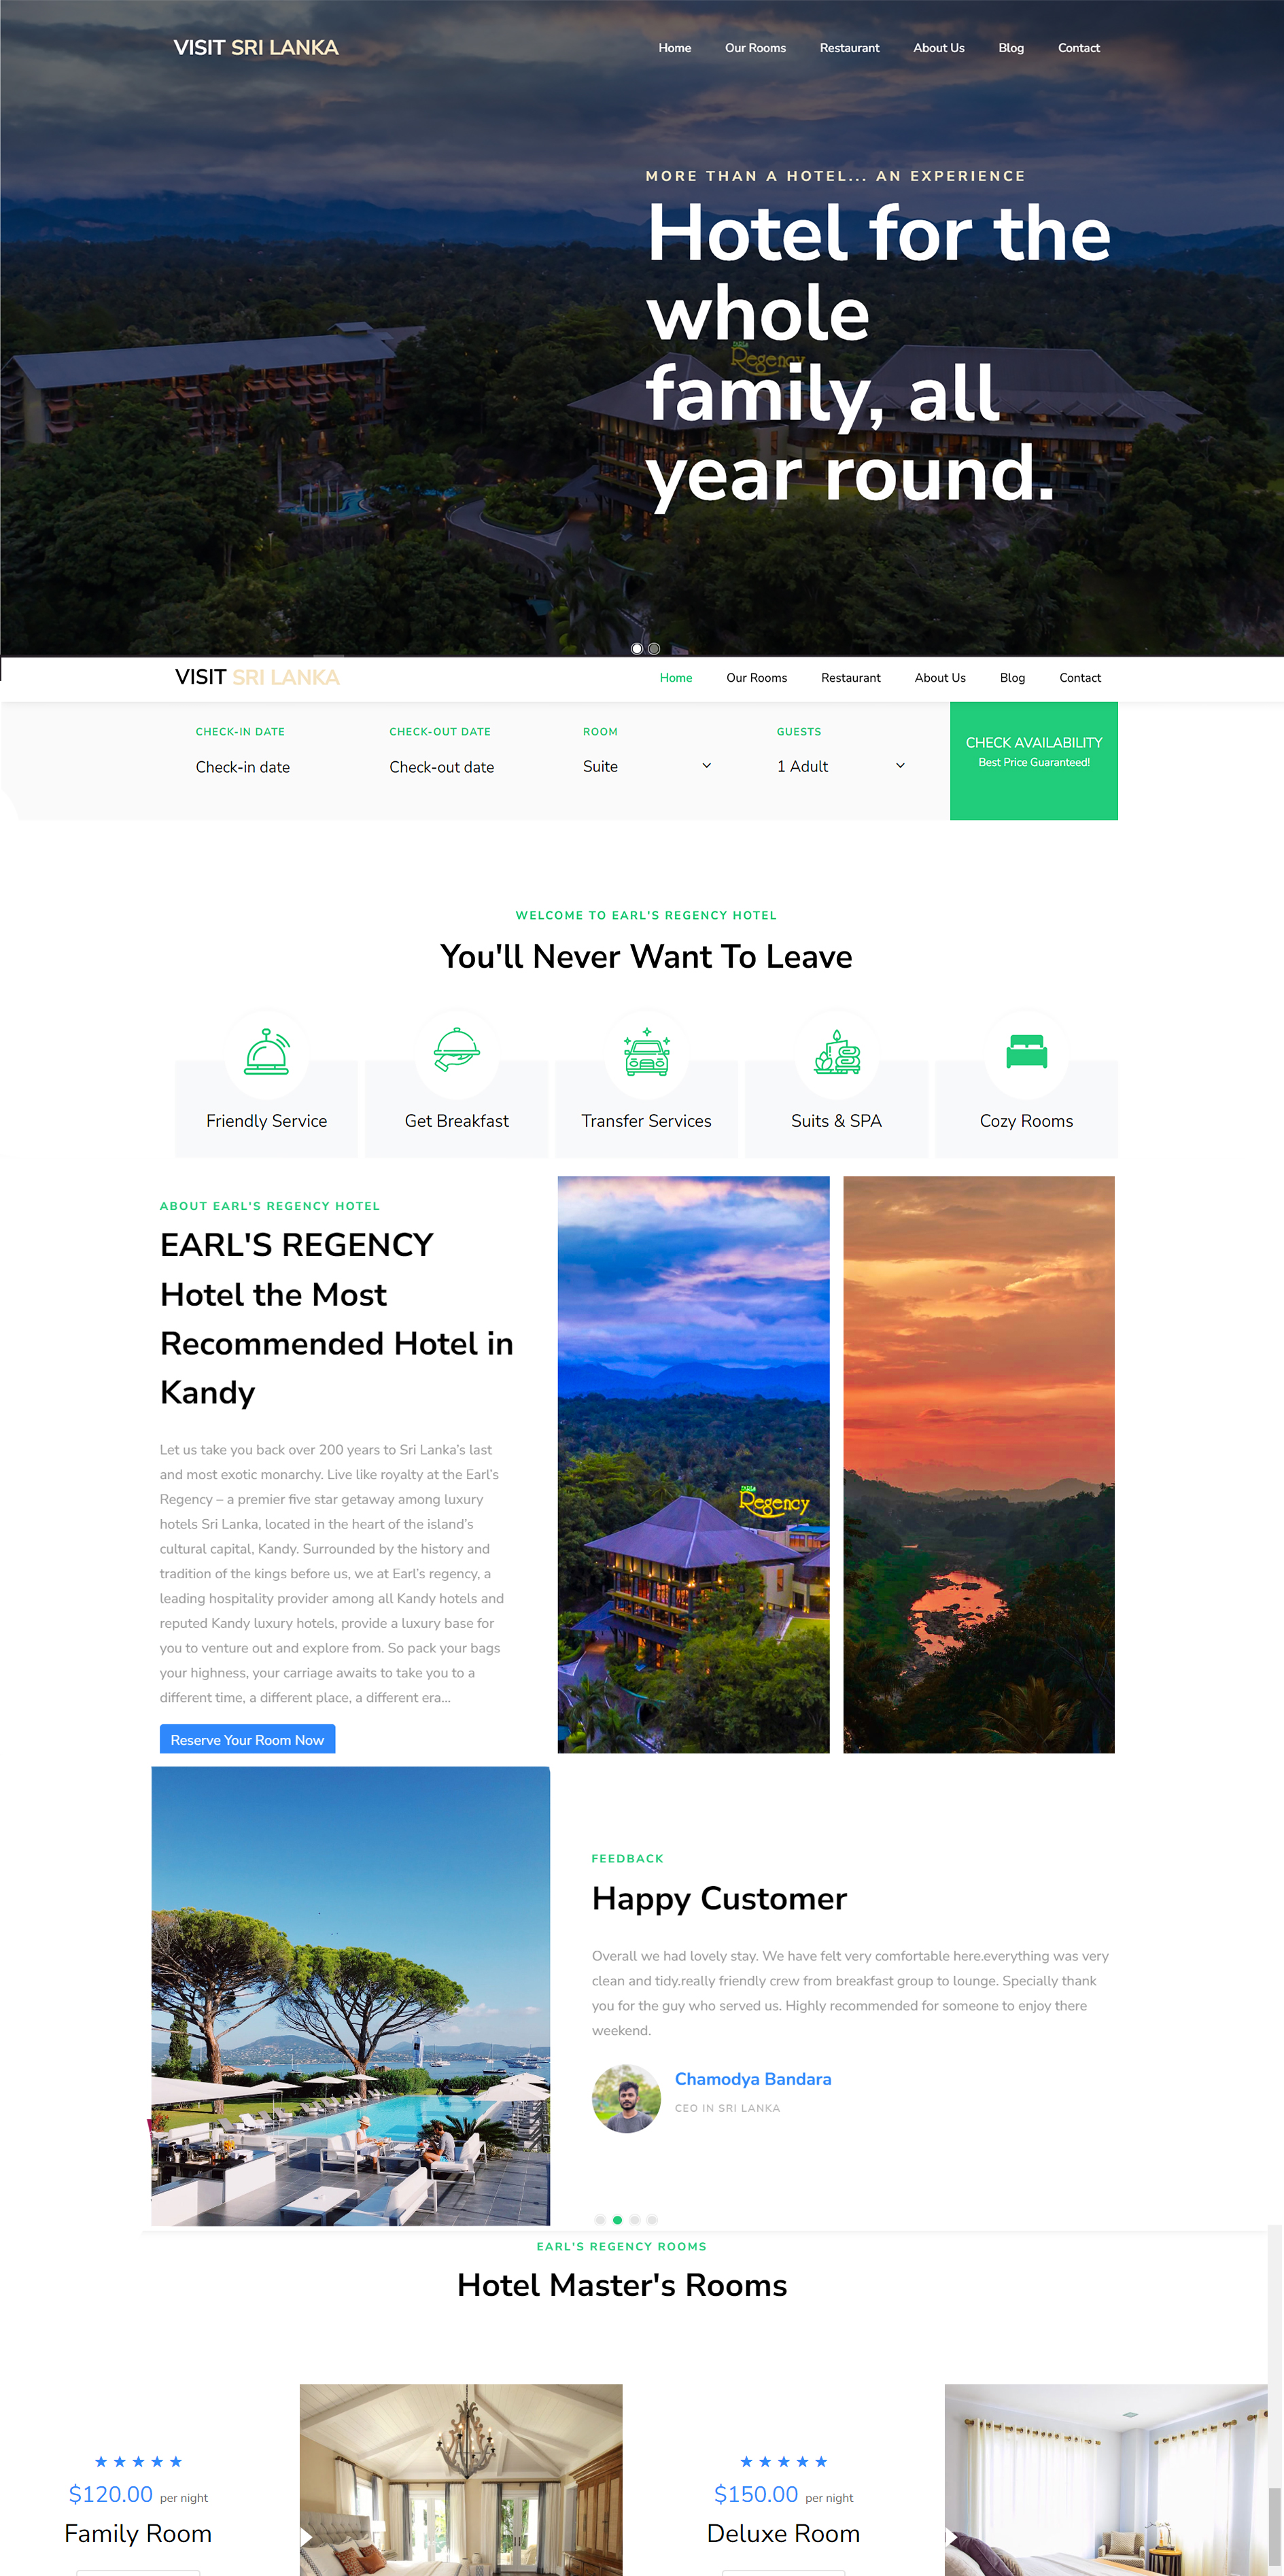 VISIT SRI LANKA
Home Our Rooms Restaurant About Us Blog Contact
MORE THAN A HOTEL... AN EXPERIENCE
Hotel for the
whole
Regency
family, all
year round.
VISIT SRI LANKA
Home Our Rooms Restaurant About Us Blog Contact
CHECK-IN DATE CHECK-OUT DATE ROOM GUESTS
Check-in date Check-out date Suite 1 Adult
CHECK AVAILABILITY
Best Price Guaranteed!
WELCOME TO EARL'S REGENCY HOTEL
You'll Never Want To Leave
Friendly Service Get Breakfast Transfer Services Suits & SPA Cozy Rooms
ABOUT EARL'S REGENCY HOTEL
EARL'S REGENCY
Hotel the Most
Recommended Hotel in
Kandy
Let us take you back over 200 years to Sri Lanka’s last
and most exotic monarchy. Live like royalty at the Earl’s
Regency – a premier five star getaway among luxury
hotels Sri Lanka, located in the heart of the island’s
cultural capital, Kandy. Surrounded by the history and
tradition of the kings before us, we at Earl’s regency, a
leading hospitality provider among all Kandy hotels and
reputed Kandy luxury hotels, provide a luxury base for
you to venture out and explore from. So pack your bags
your highness, your carriage awaits to take you to a
different time, a different place, a different era...
Reserve Your Room Now
Regency
FEEDBACK
Happy Customer
Overall we had lovely stay. We have felt very comfortable here.everything was very
clean and tidy.really friendly crew from breakfast group to lounge. Specially thank
you for the guy who served us. Highly recommended for someone to enjoy there
weekend.
Chamodya Bandara
CEO IN SRI LANKA
EARL'S REGENCY ROOMS
Hotel Master's Rooms
$120.00 per night
Family Room
$150.00 per night
Deluxe Room